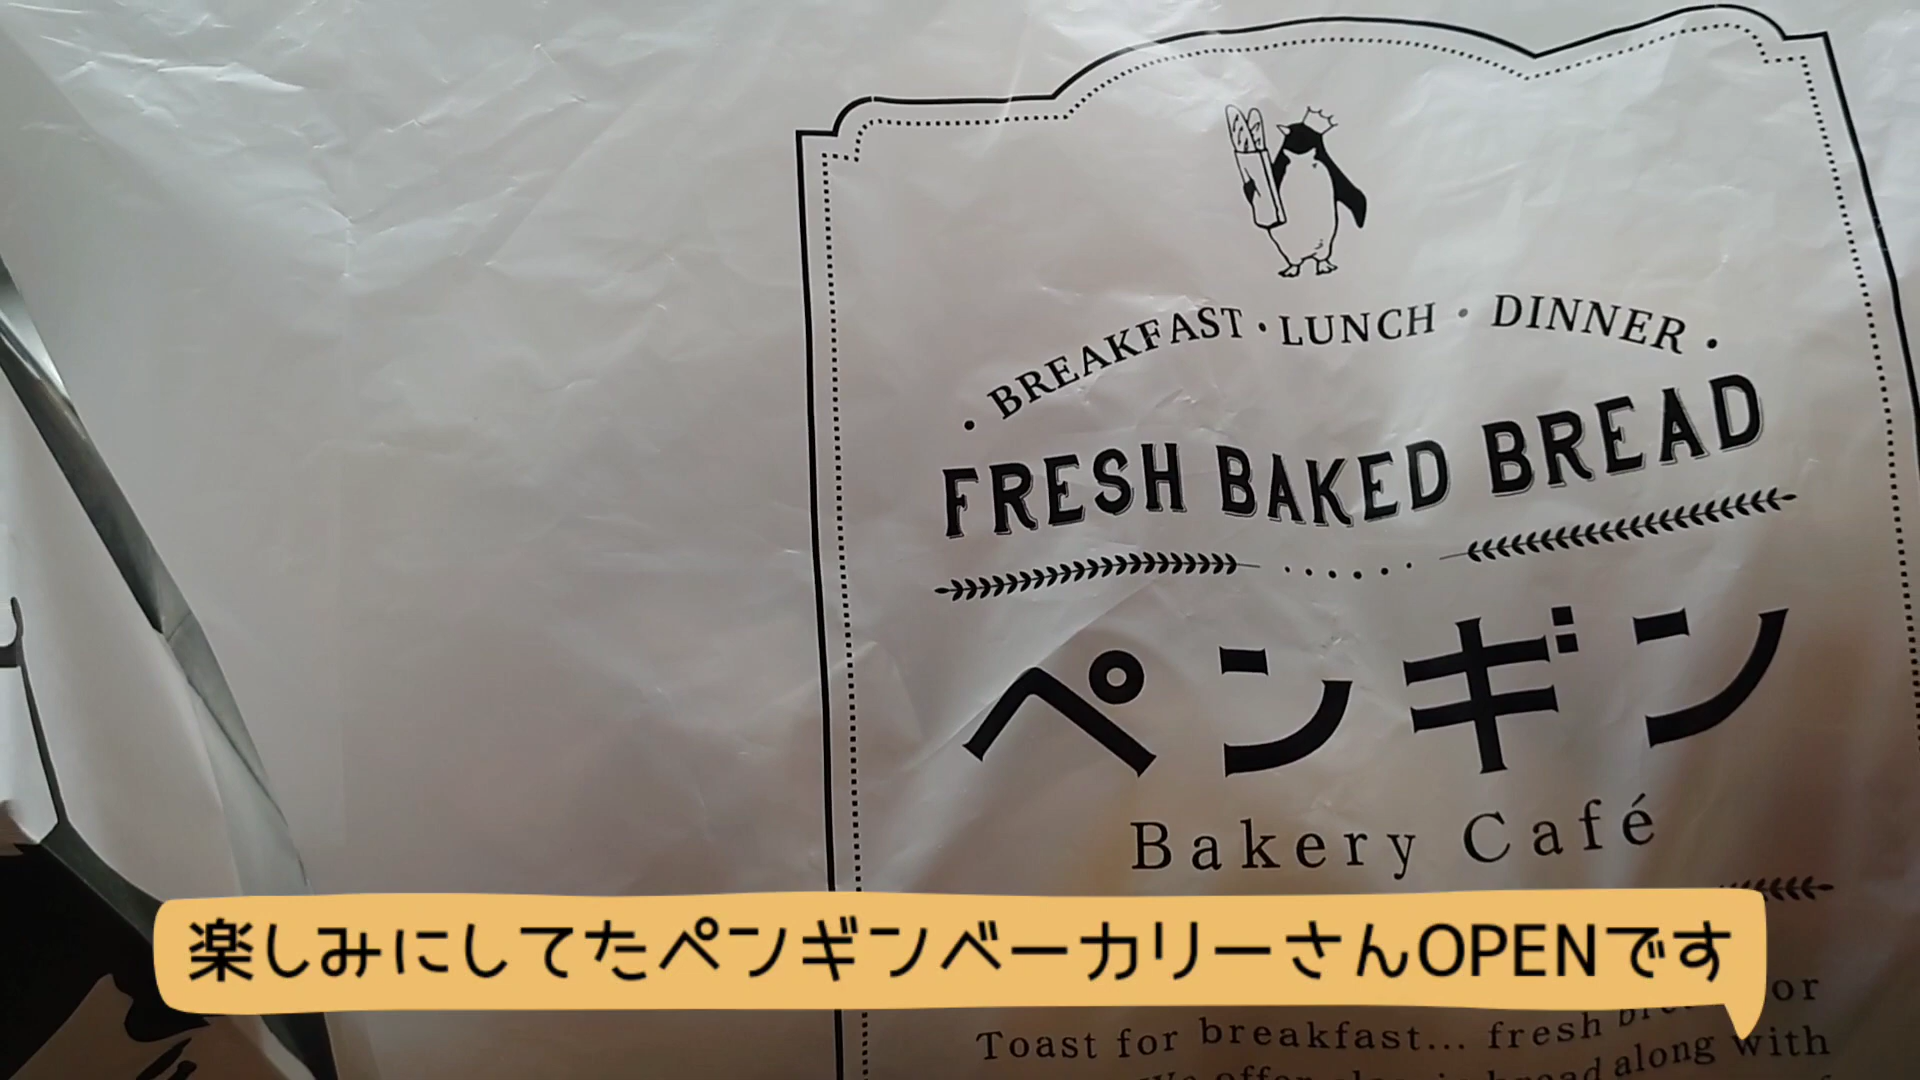 ・BREAKFAST・LUNCH・DINNER・
FRESH BAKED BREAD
ペンギン
Bakery Café
楽しみにしてたペンギンベーカリーさんOPENです
or
Toast for breakfast... fresh
along with